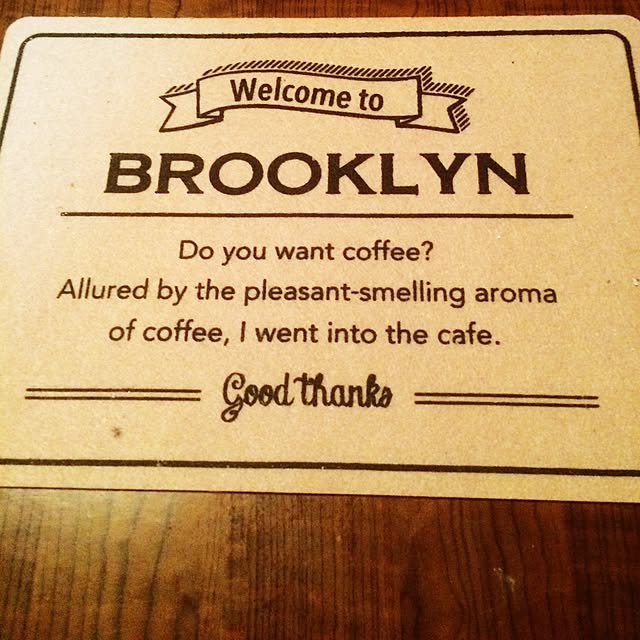 Welcome to
BROOKLYN
Do you want coffee?
Allured by the pleasant-smelling aroma
of coffee, I went into the cafe.
Good thanks